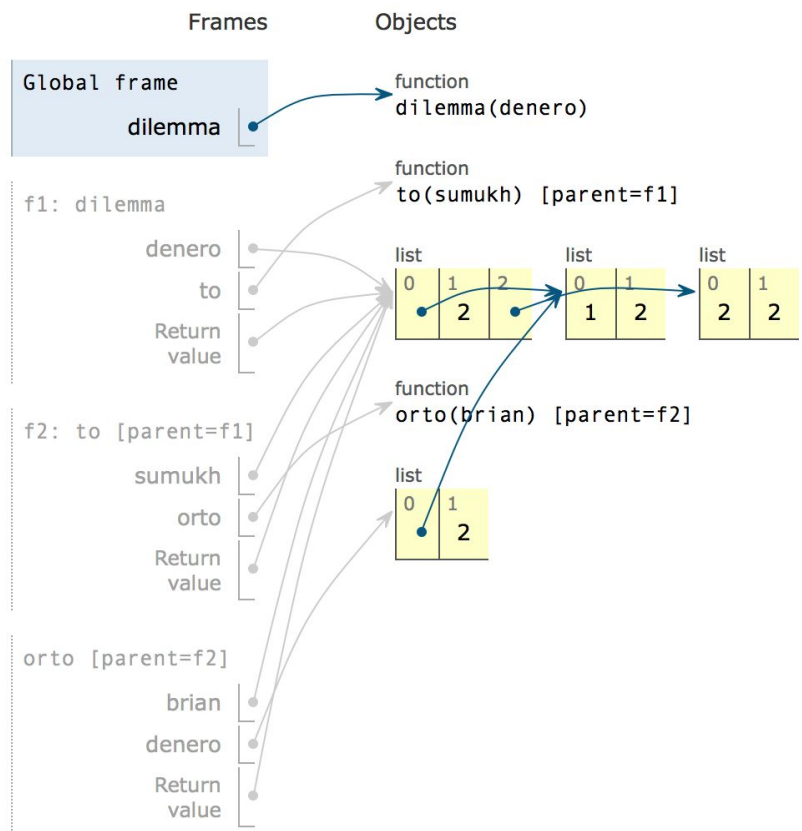 Frames Objects
Global frame
dilemma
function
dilemma(denero)
function
to(sumukh) [parent=f1]
f1: dilemma
denero
to
Return
value
list
0 1 2
2
list
0 1
1 2
list
0 1
2 2
function
orto(brian) [parent=f2]
f2: to [parent=f1]
sumukh
orto
Return
value
list
0 1
2
orto [parent=f2]
brian
denero
Return
value